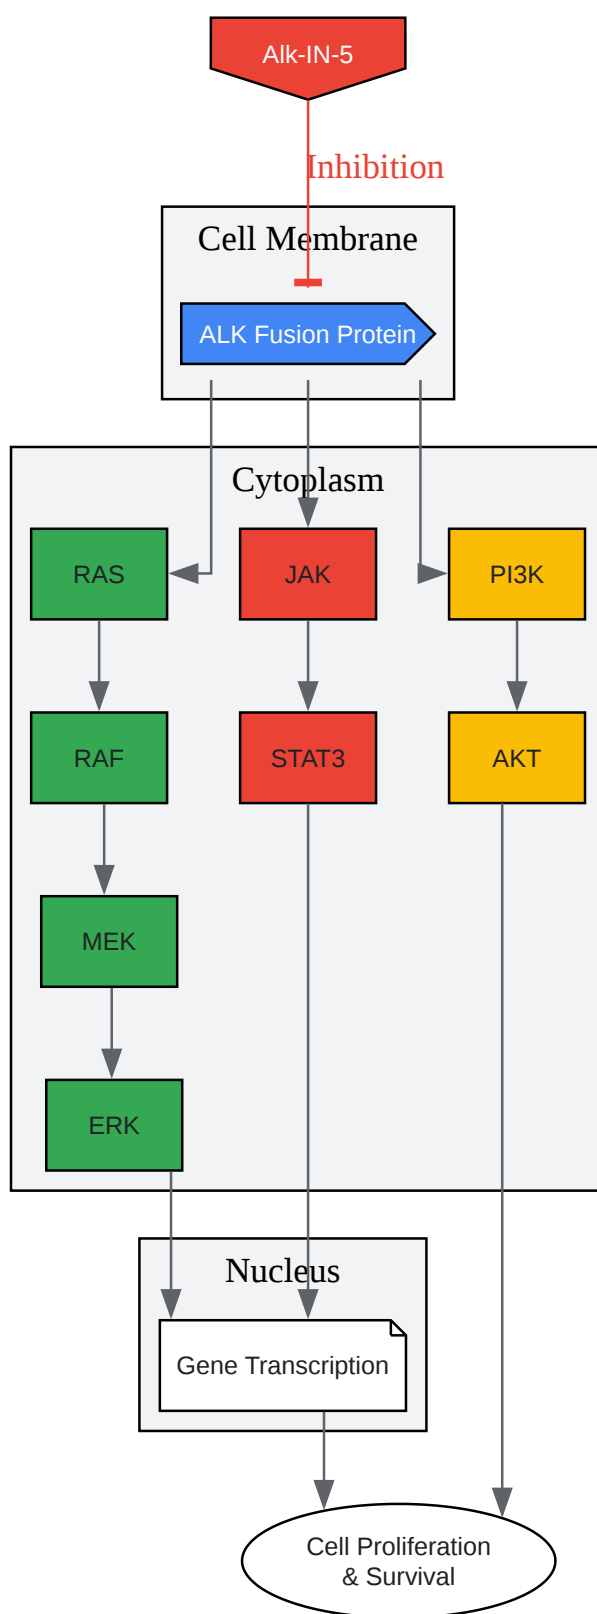 Alk-IN-5
Inhibition
Cell Membrane
ALK Fusion Protein
Cytoplasm
RAS
JAK
PI3K
RAF
STAT3
AKT
MEK
ERK
Nucleus
Gene Transcription
Cell Proliferation
& Survival